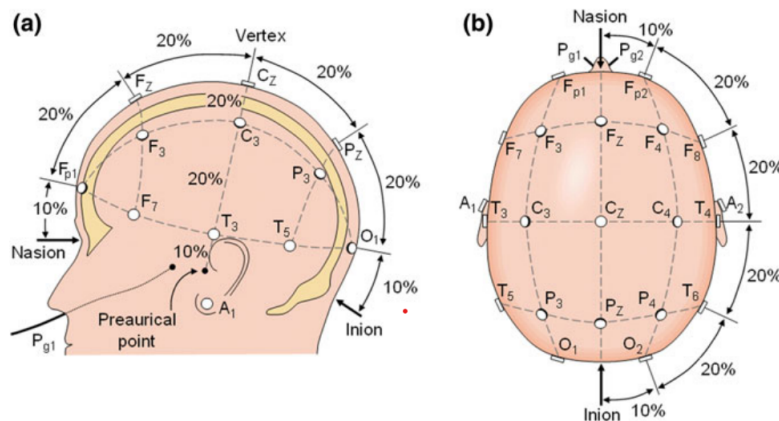 (a)
20%
Vertex
20%
Fz
Cz
20%
20%
20%
Pz
F3
C3
Fp1
P3
20%
20%
10%
F7
T3
T5
O1
Nasion
10%
10%
A1
Preaurical
point
Inion
Pg1
(b)
Nasion
10%
Pg1
Pg2
Fp1
Fp2
20%
F7
F3
Fz
F4
F8
20%
A1
T3
C3
Cz
C4
T4
A2
20%
T5
P3
Pz
P4
T6
O1
O2
20%
Inion
10%